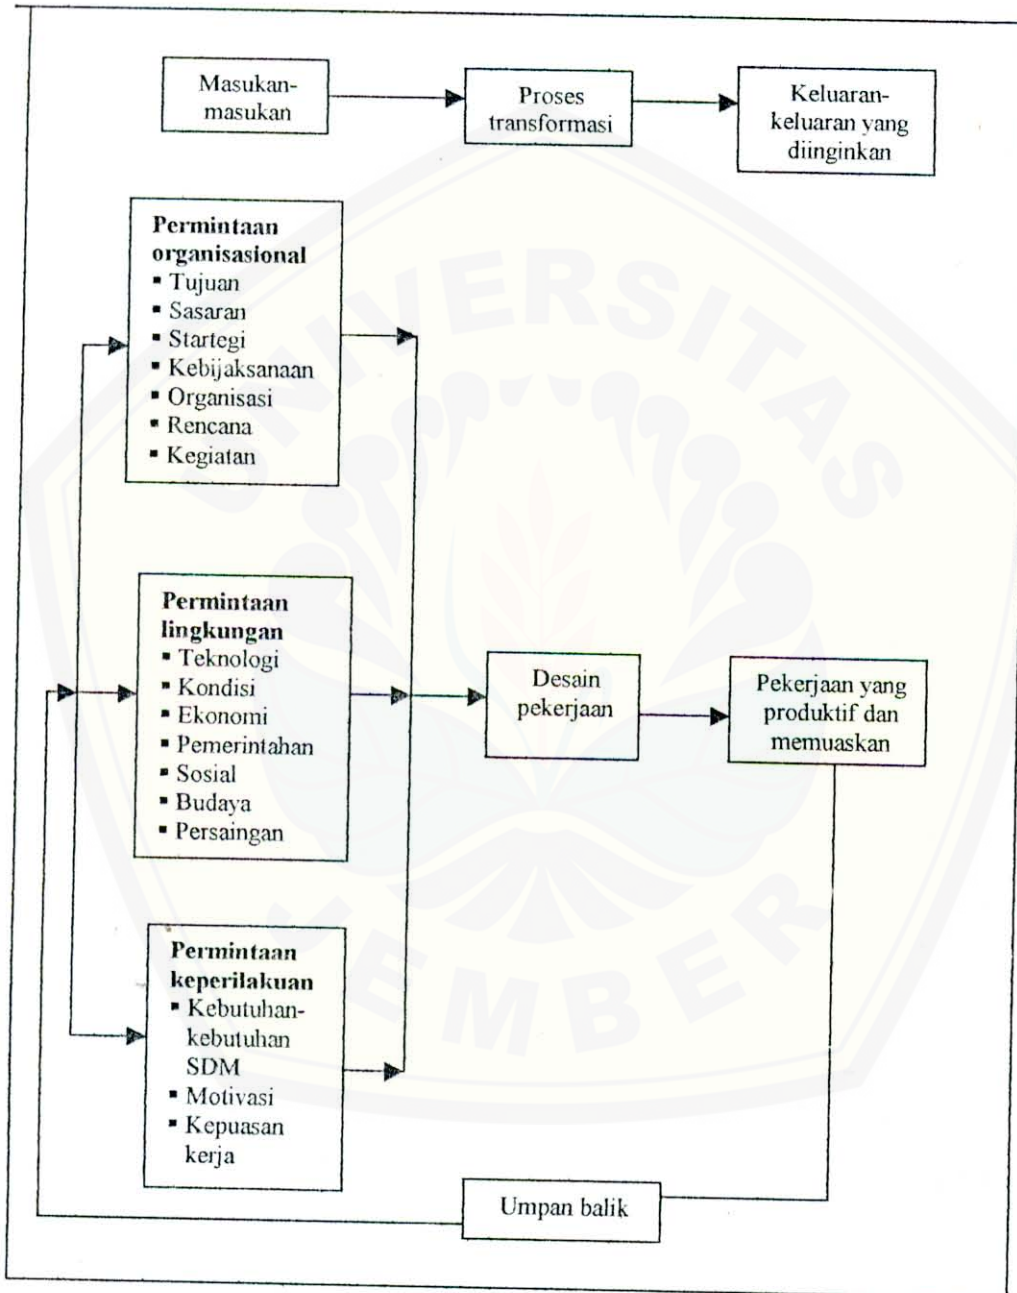 Masukan-
masukan
Proses
transformasi
Keluaran-
keluaran yang
diinginkan
Permintaan
organisasional
▪ Tujuan
▪ Sasaran
▪ Startegi
▪ Kebijaksanaan
▪ Organisasi
▪ Rencana
▪ Kegiatan
Permintaan
lingkungan
▪ Teknologi
▪ Kondisi
▪ Ekonomi
▪ Pemerintahan
▪ Sosial
▪ Budaya
▪ Persaingan
Desain
pekerjaan
Pekerjaan yang
produktif dan
memuaskan
Permintaan
keperilakuan
▪ Kebutuhan-
kebutuhan
SDM
▪ Motivasi
▪ Kepuasan
kerja
Umpan balik
UNIVERSITAS
JEMBER